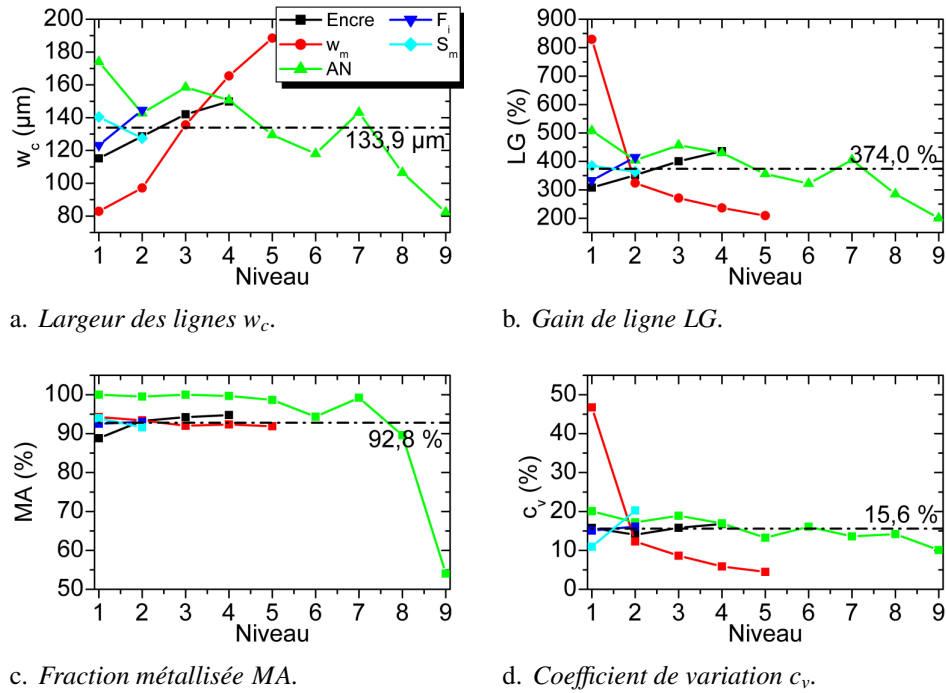 200
180
160
140
120
100
80
w_c (µm)
1 2 3 4 5 6 7 8 9
Niveau
Encre
w_m
AN
F_i
S_m
133,9 µm
a. Largeur des lignes w_c.
900
800
700
600
500
400
300
200
LG (%)
1 2 3 4 5 6 7 8 9
Niveau
374,0 %
b. Gain de ligne LG.
100
90
80
70
60
50
MA (%)
1 2 3 4 5 6 7 8 9
Niveau
92,8 %
c. Fraction métallisée MA.
50
40
30
20
10
0
c_v (%)
1 2 3 4 5 6 7 8 9
Niveau
15,6 %
d. Coefficient de variation c_v.